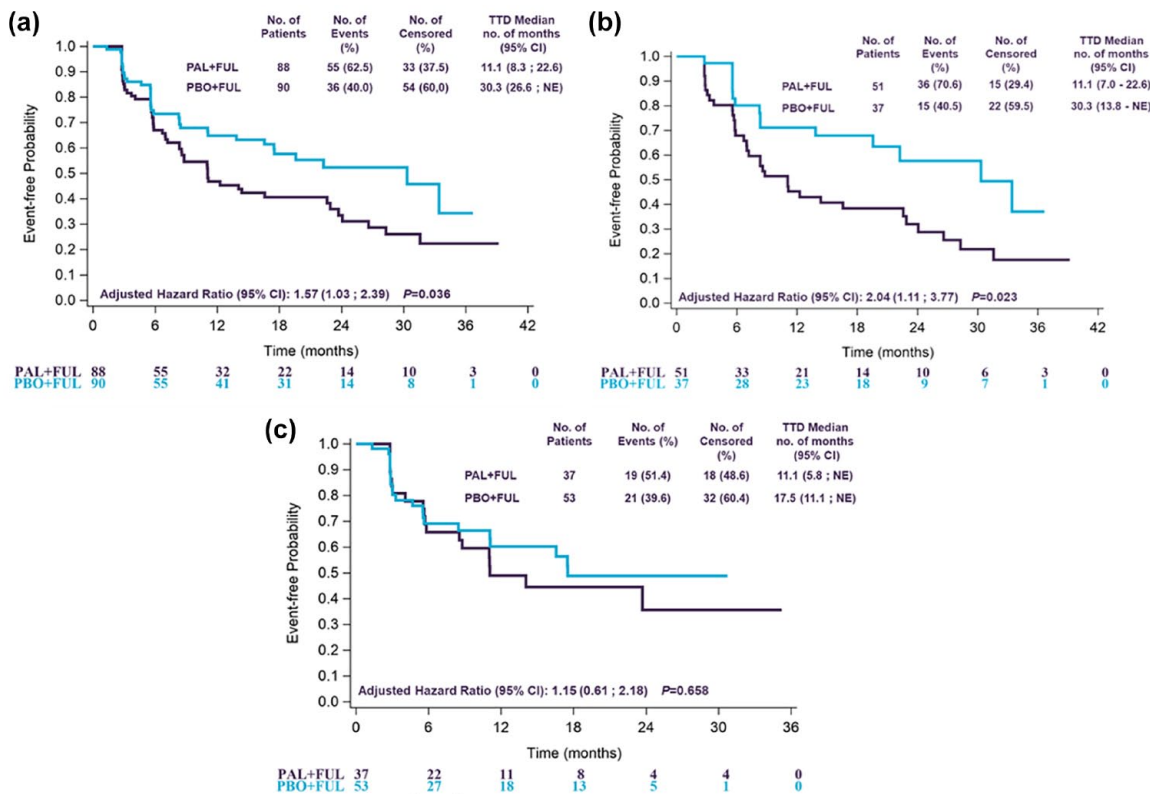 (a)
No. of Patients No. of Events (%) No. of Censored (%) TTD Median no. of months (95% CI)
PAL+FUL 88 55 (62.5) 33 (37.5) 11.1 (8.3 ; 22.6)
PBO+FUL 90 36 (40.0) 54 (60,0) 30.3 (26.6 ; NE)
Event-free Probability
1.0
0.9
0.8
0.7
0.6
0.5
0.4
0.3
0.2
0.1
0.0
Adjusted Hazard Ratio (95% CI): 1.57 (1.03 ; 2.39) P=0.036
0 6 12 18 24 30 36 42
Time (months)
PAL+FUL 88 55 32 22 14 10 3 0
PBO+FUL 90 55 41 31 14 8 1 0
(b)
No. of Patients No. of Events (%) No. of Censored (%) TTD Median no. of months (95% CI)
PAL+FUL 51 36 (70.6) 15 (29.4) 11.1 (7.0 - 22.6)
PBO+FUL 37 15 (40.5) 22 (59.5) 30.3 (13.8 - NE)
Event-free Probability
1.0
0.9
0.8
0.7
0.6
0.5
0.4
0.3
0.2
0.1
0.0
Adjusted Hazard Ratio (95% CI): 2.04 (1.11 ; 3.77) P=0.023
0 6 12 18 24 30 36 42
Time (months)
PAL+FUL 51 33 21 14 10 6 3 0
PBO+FUL 37 28 23 18 9 7 1 0
(c)
No. of Patients No. of Events (%) No. of Censored (%) TTD Median no. of months (95% CI)
PAL+FUL 37 19 (51.4) 18 (48.6) 11.1 (5.8 ; NE)
PBO+FUL 53 21 (39.6) 32 (60.4) 17.5 (11.1 ; NE)
Event-free Probability
1.0
0.9
0.8
0.7
0.6
0.5
0.4
0.3
0.2
0.1
0.0
Adjusted Hazard Ratio (95% CI): 1.15 (0.61 ; 2.18) P=0.658
0 6 12 18 24 30 36
Time (months)
PAL+FUL 37 22 11 8 4 4 0
PBO+FUL 53 27 18 13 5 1 0